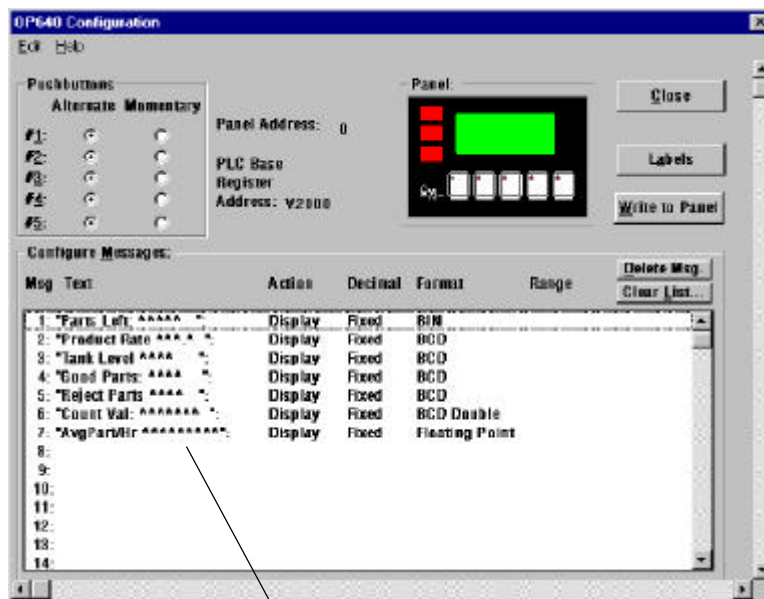 OP640 Configuration
Edit Help
Pushbuttons
Alternate Momentary
#1:
#2:
#3:
#4:
#5:
Panel Address: 0
PLC Base
Register
Address: V2000
Panel:
Close
Labels
Write to Panel
Configure Messages:
Delete Msg.
Clear List...
Msg Text Action Decimal Format Range
1: "Parts Left: ^^^^^ ": Display Fixed BIN
2: "Product Rate ^^^.^ ": Display Fixed BCD
3: "Tank Level ^^^^ ": Display Fixed BCD
4: "Good Parts: ^^^^ ": Display Fixed BCD
5: "Reject Parts ^^^^ ": Display Fixed BCD
6: "Count Val: ^^^^^^^ ": Display Fixed BCD Double
7: "AvgPart/Hr ^^^^^^^^^": Display Fixed Floating Point
8:
9:
10:
11:
12:
13:
14: